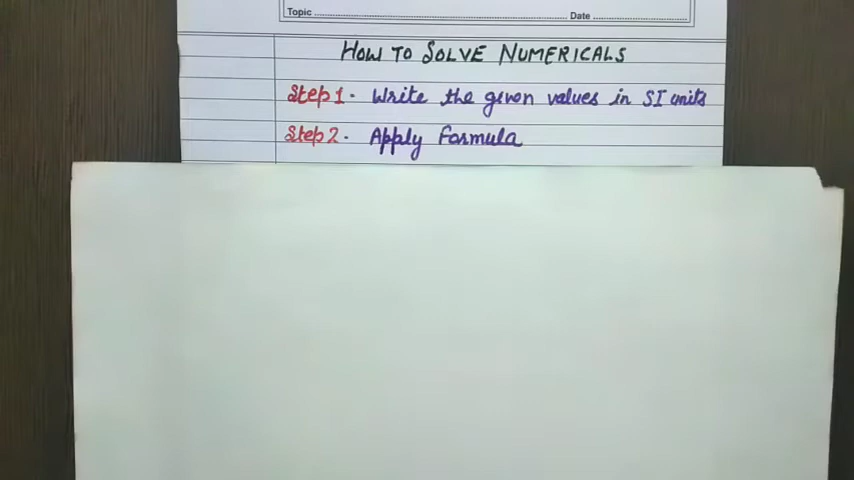 Topic ........................ Date ................
HOW TO SOLVE NUMERICALS
Step 1. Write the given values in SI units
Step 2. Apply Formula